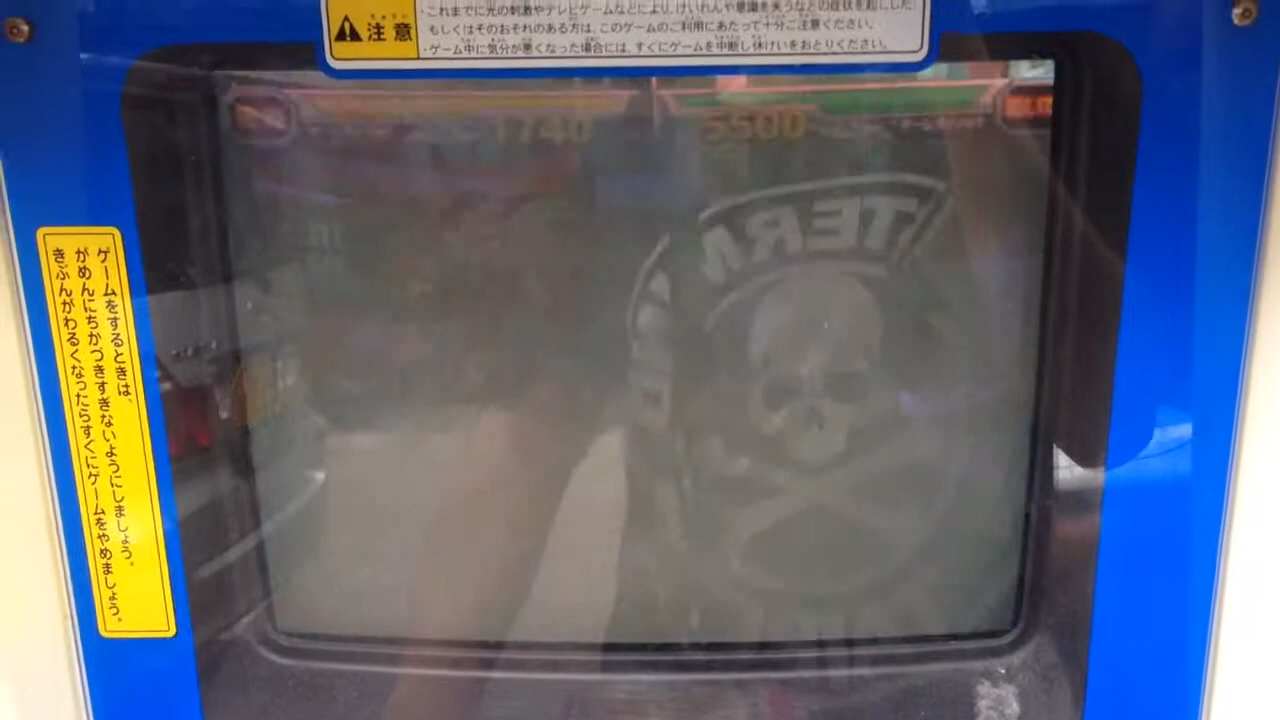 注意
・これまでに光の刺激やテレビゲームなどにより、けいれんや意識を失うなどの症状を起こした
もしくはそのおそれのある方は、このゲームのご利用にあたって十分ご注意ください。
・ゲーム中に気分が悪くなった場合には、すぐにゲームを中断し休けいをおとりください。
1740
5500
STER
ゲームをするときは、
がめんにちかづきすぎないようにしましょう。
きぶんがわるくなったらすぐにゲームをやめましょう。